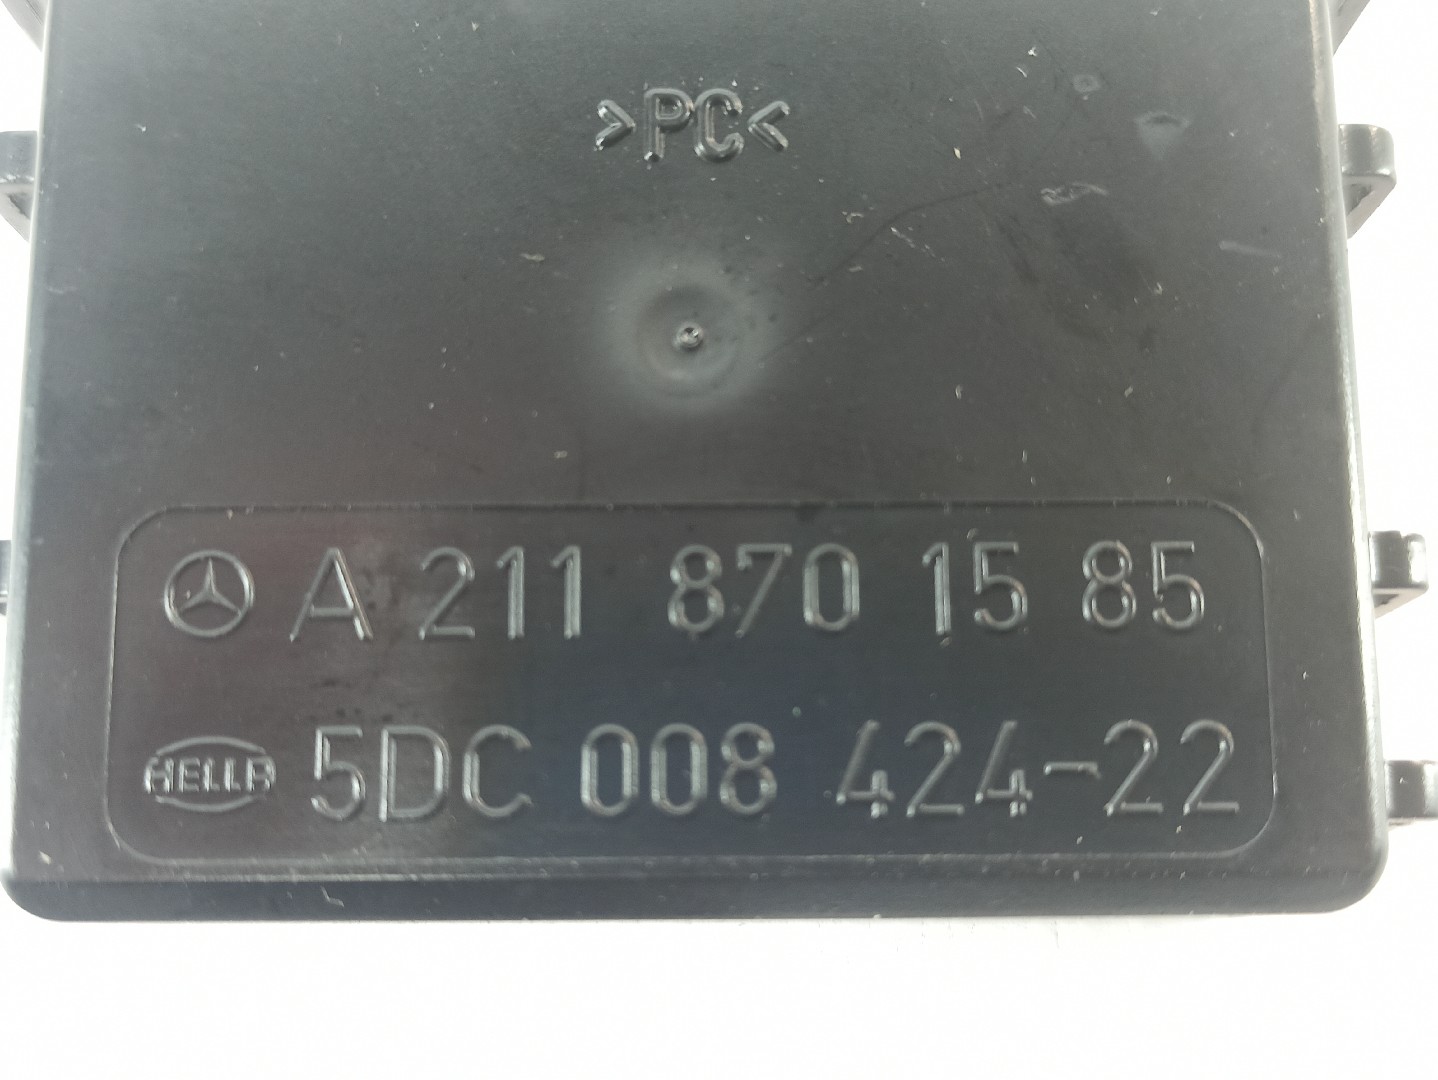 >PC<
A 211 870 15 85
HELLA 5DC 008 424-22